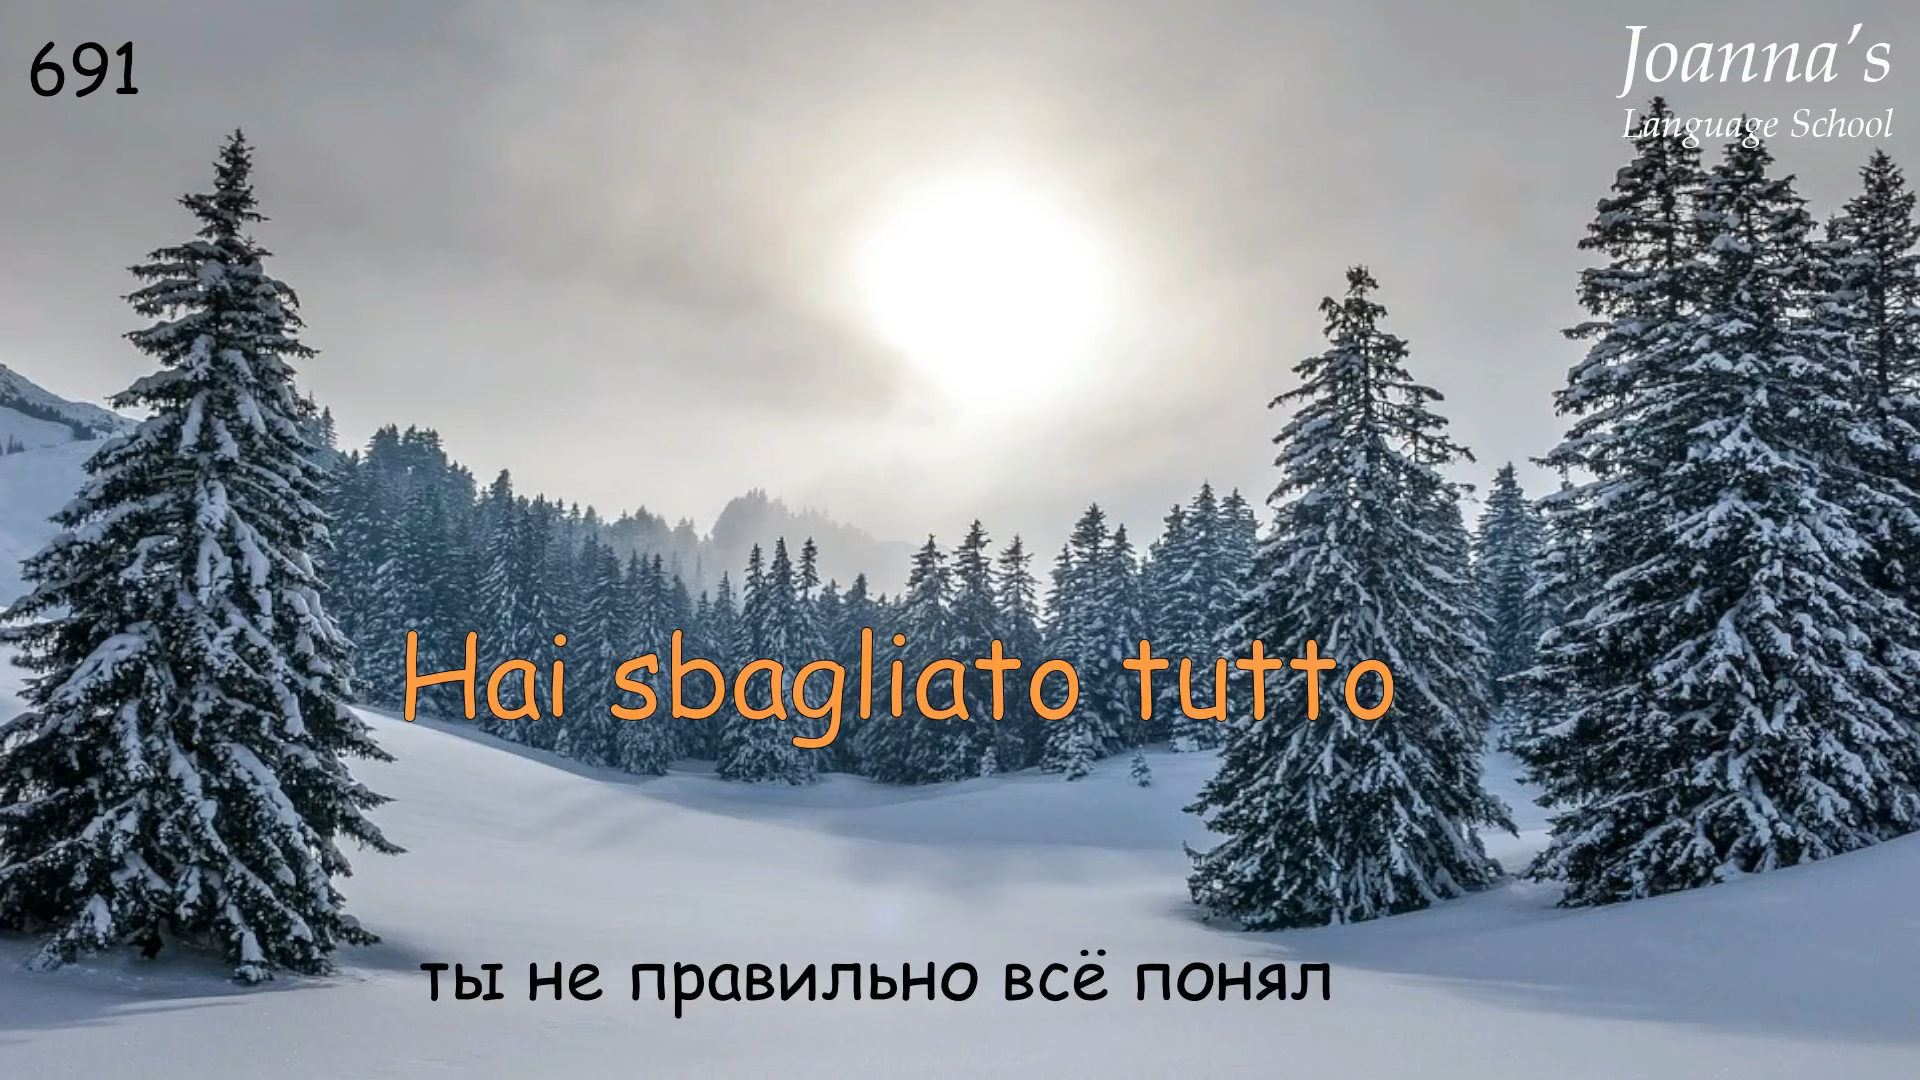 691
Joanna’s
Language School
Hai sbagliato tutto
ты не правильно всё понял